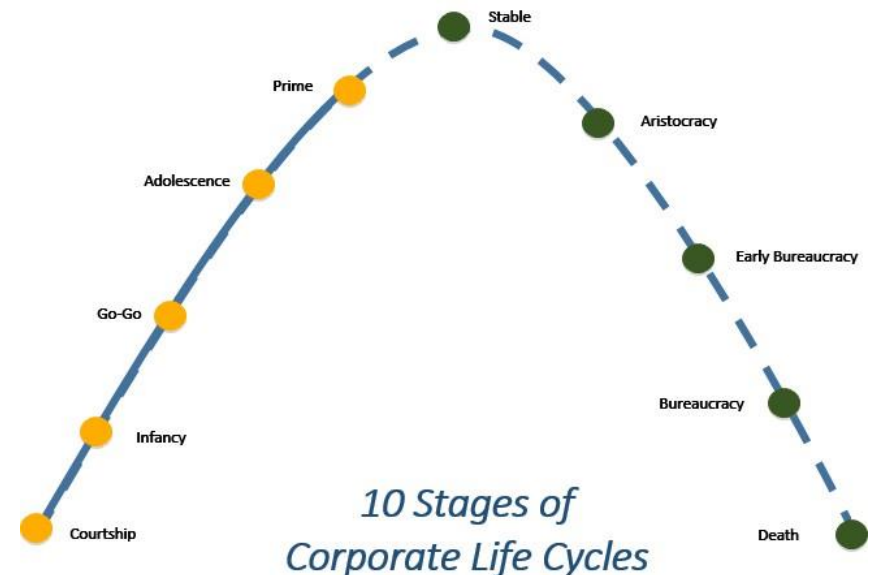 Stable
Prime
Aristocracy
Adolescence
Early Bureaucracy
Go-Go
Bureaucracy
Infancy
10 Stages of
Corporate Life Cycles
Courtship
Death